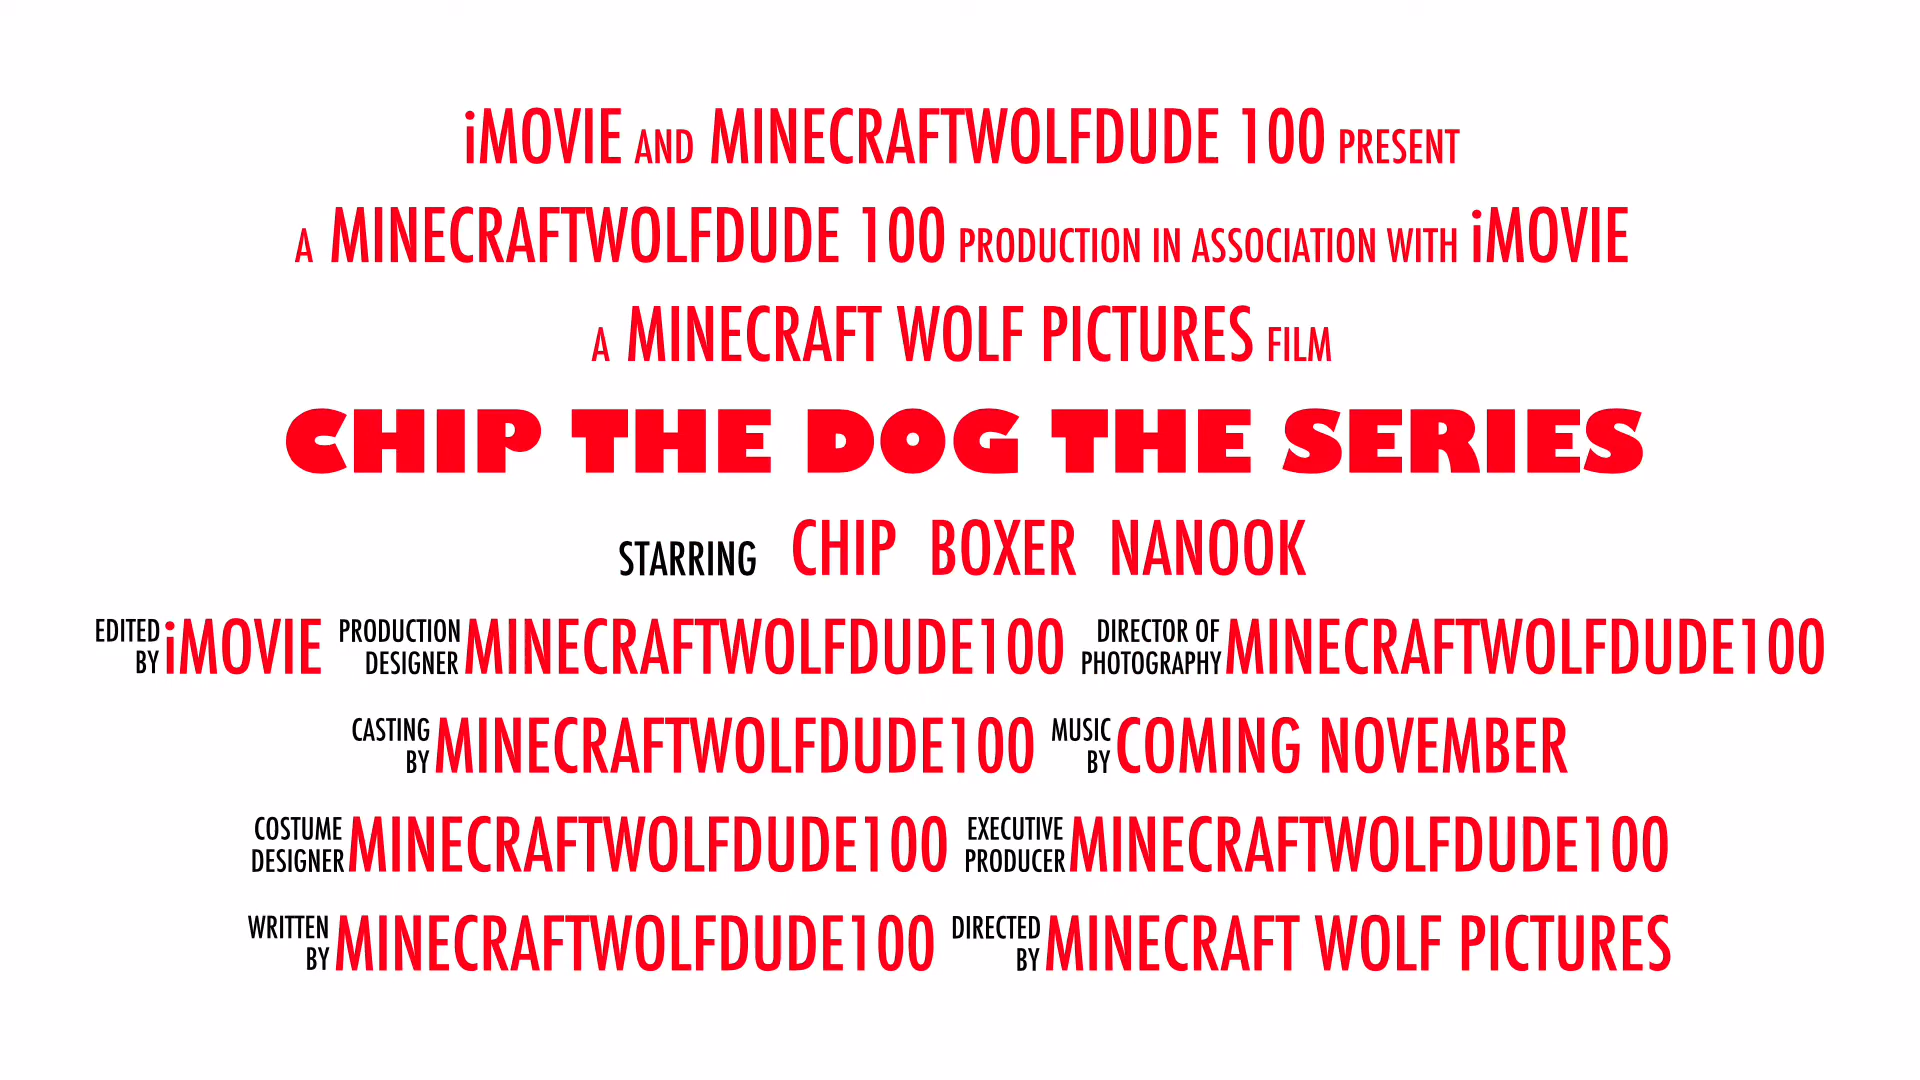 iMOVIE AND MINECRAFTWOLFDUDE 100 PRESENT
A MINECRAFTWOLFDUDE 100 PRODUCTION IN ASSOCIATION WITH iMOVIE
A MINECRAFT WOLF PICTURES FILM
CHIP THE DOG THE SERIES
STARRING CHIP BOXER NANOOK
EDITED BY iMOVIE PRODUCTION DESIGNER MINECRAFTWOLFDUDE100 DIRECTOR OF PHOTOGRAPHY MINECRAFTWOLFDUDE100
CASTING BY MINECRAFTWOLFDUDE100 MUSIC BY COMING NOVEMBER
COSTUME DESIGNER MINECRAFTWOLFDUDE100 EXECUTIVE PRODUCER MINECRAFTWOLFDUDE100
WRITTEN BY MINECRAFTWOLFDUDE100 DIRECTED BY MINECRAFT WOLF PICTURES